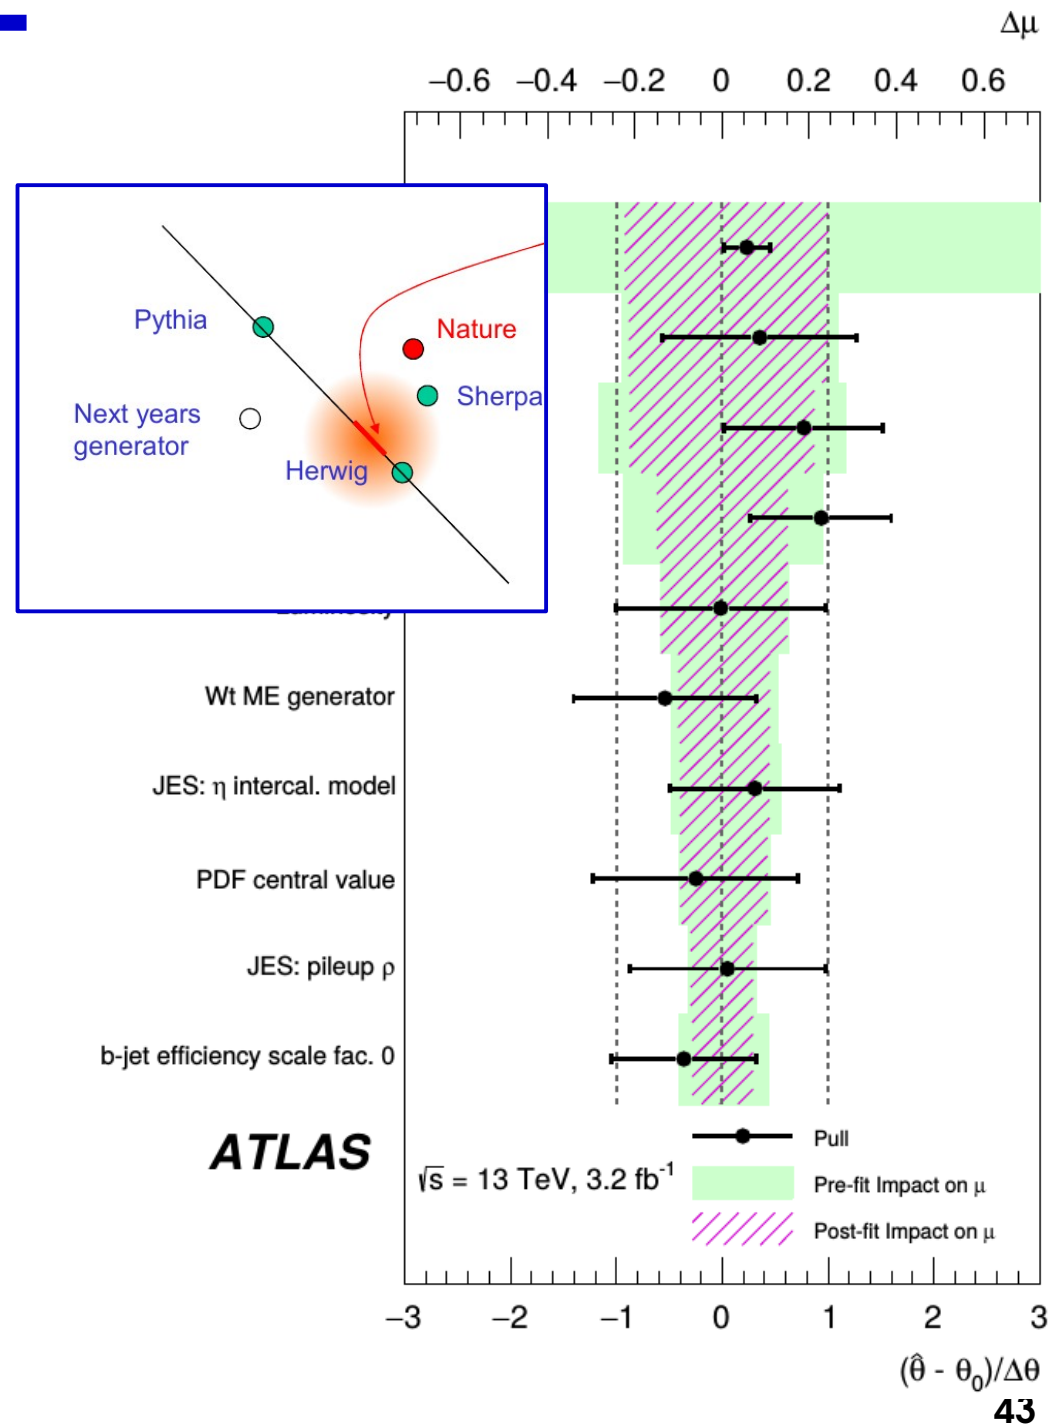 Δμ
−0.6 −0.4 −0.2 0 0.2 0.4 0.6
Pythia
Nature
Sherpa
Next years
generator
Herwig
Wt ME generator
JES: η intercal. model
PDF central value
JES: pileup ρ
b-jet efficiency scale fac. 0
ATLAS
√s = 13 TeV, 3.2 fb⁻¹
Pull
Pre-fit Impact on μ
Post-fit Impact on μ
−3 −2 −1 0 1 2 3
(θ̂ - θ₀)/Δθ
43